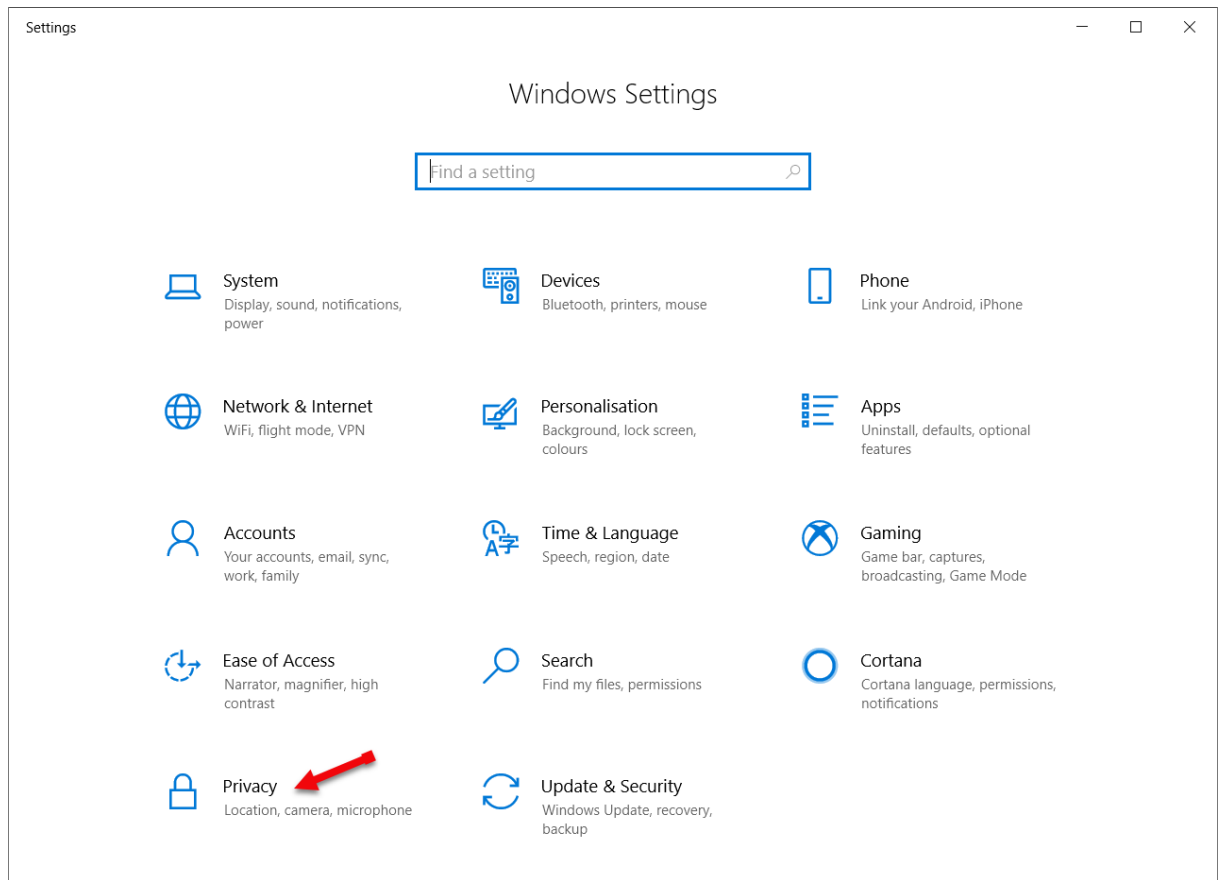 Settings
Windows Settings
Find a setting
System
Display, sound, notifications,
power
Devices
Bluetooth, printers, mouse
Phone
Link your Android, iPhone
Network & Internet
WiFi, flight mode, VPN
Personalisation
Background, lock screen,
colours
Apps
Uninstall, defaults, optional
features
Accounts
Your accounts, email, sync,
work, family
Time & Language
Speech, region, date
Gaming
Game bar, captures,
broadcasting, Game Mode
Ease of Access
Narrator, magnifier, high
contrast
Search
Find my files, permissions
Cortana
Cortana language, permissions,
notifications
Privacy
Location, camera, microphone
Update & Security
Windows Update, recovery,
backup